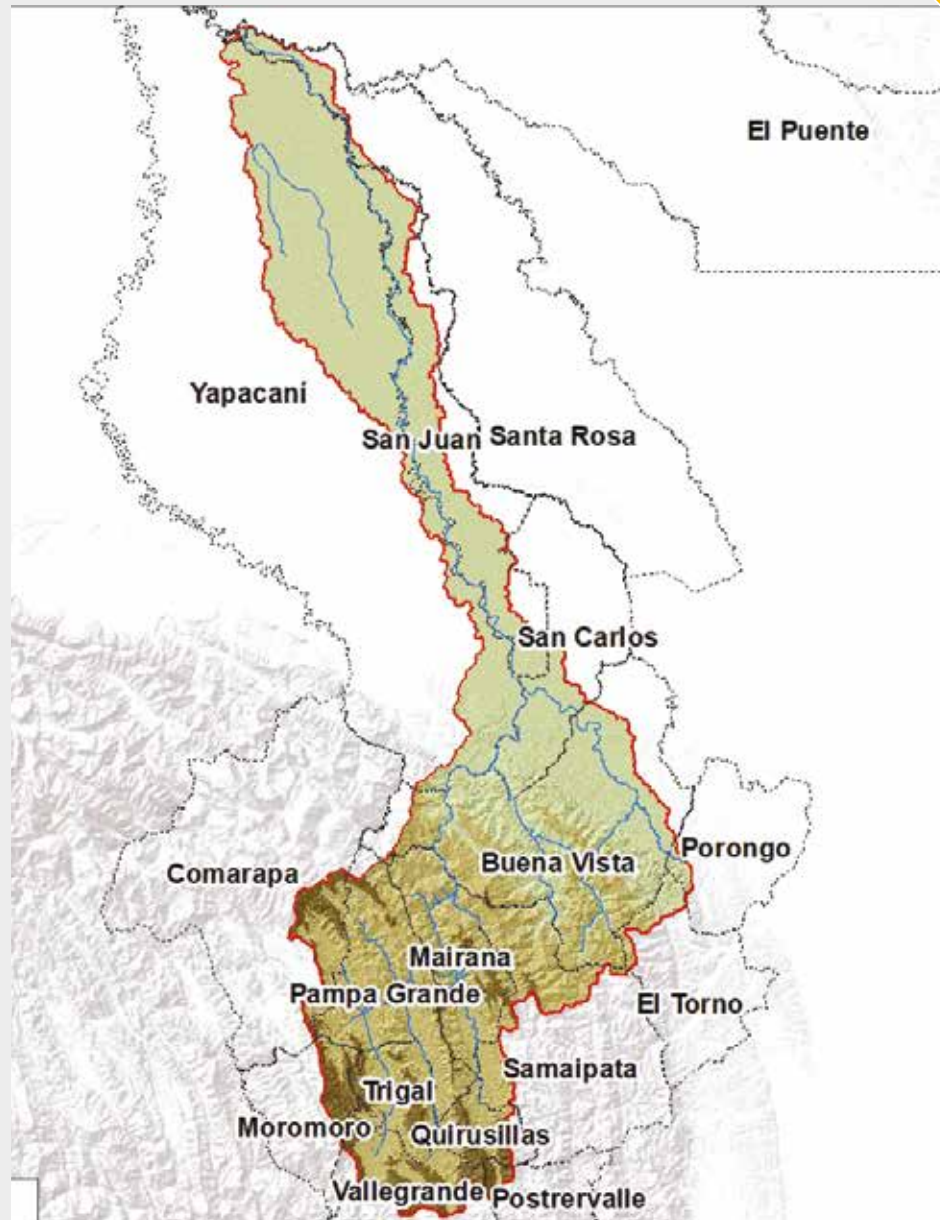 El Puente
Yapacaní
San Juan
Santa Rosa
San Carlos
Porongo
Buena Vista
Comarapa
Mairana
Pampa Grande
El Torno
Samaipata
Trigal
Moromoro
Quirusillas
Vallegrande
Postrervalle